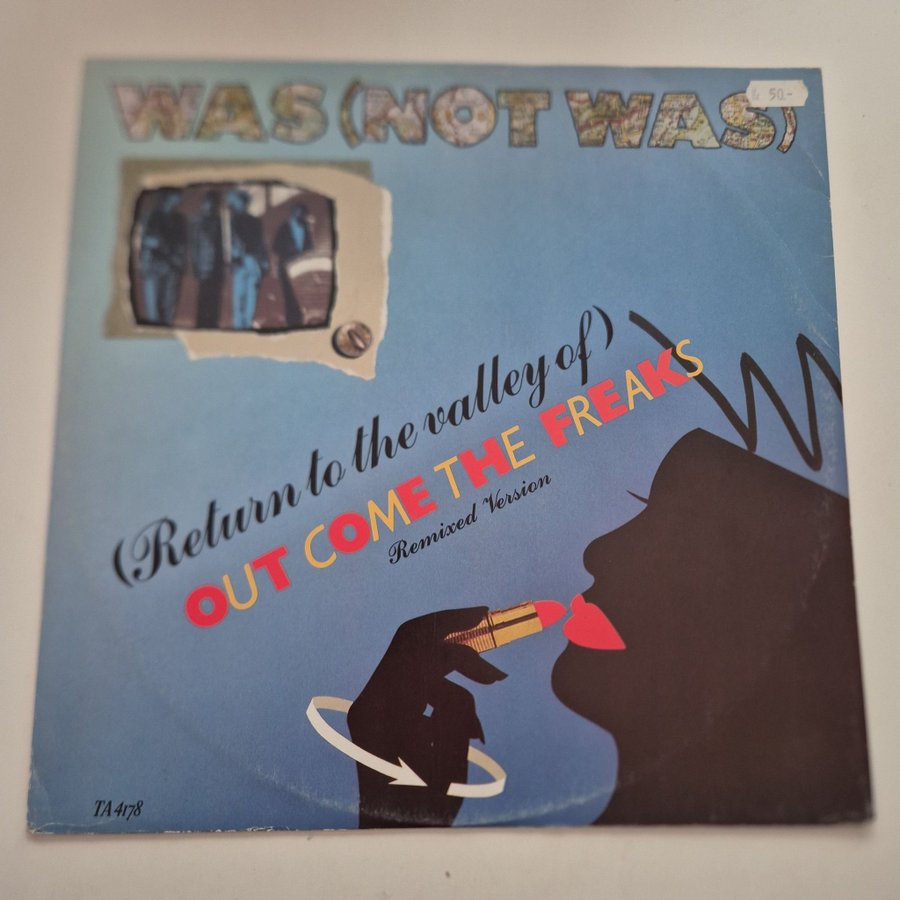 WAS (NOT WAS)
50.-
(Return to the valley of)
OUT COME THE FREAKS
Remixed Version
TA 4178